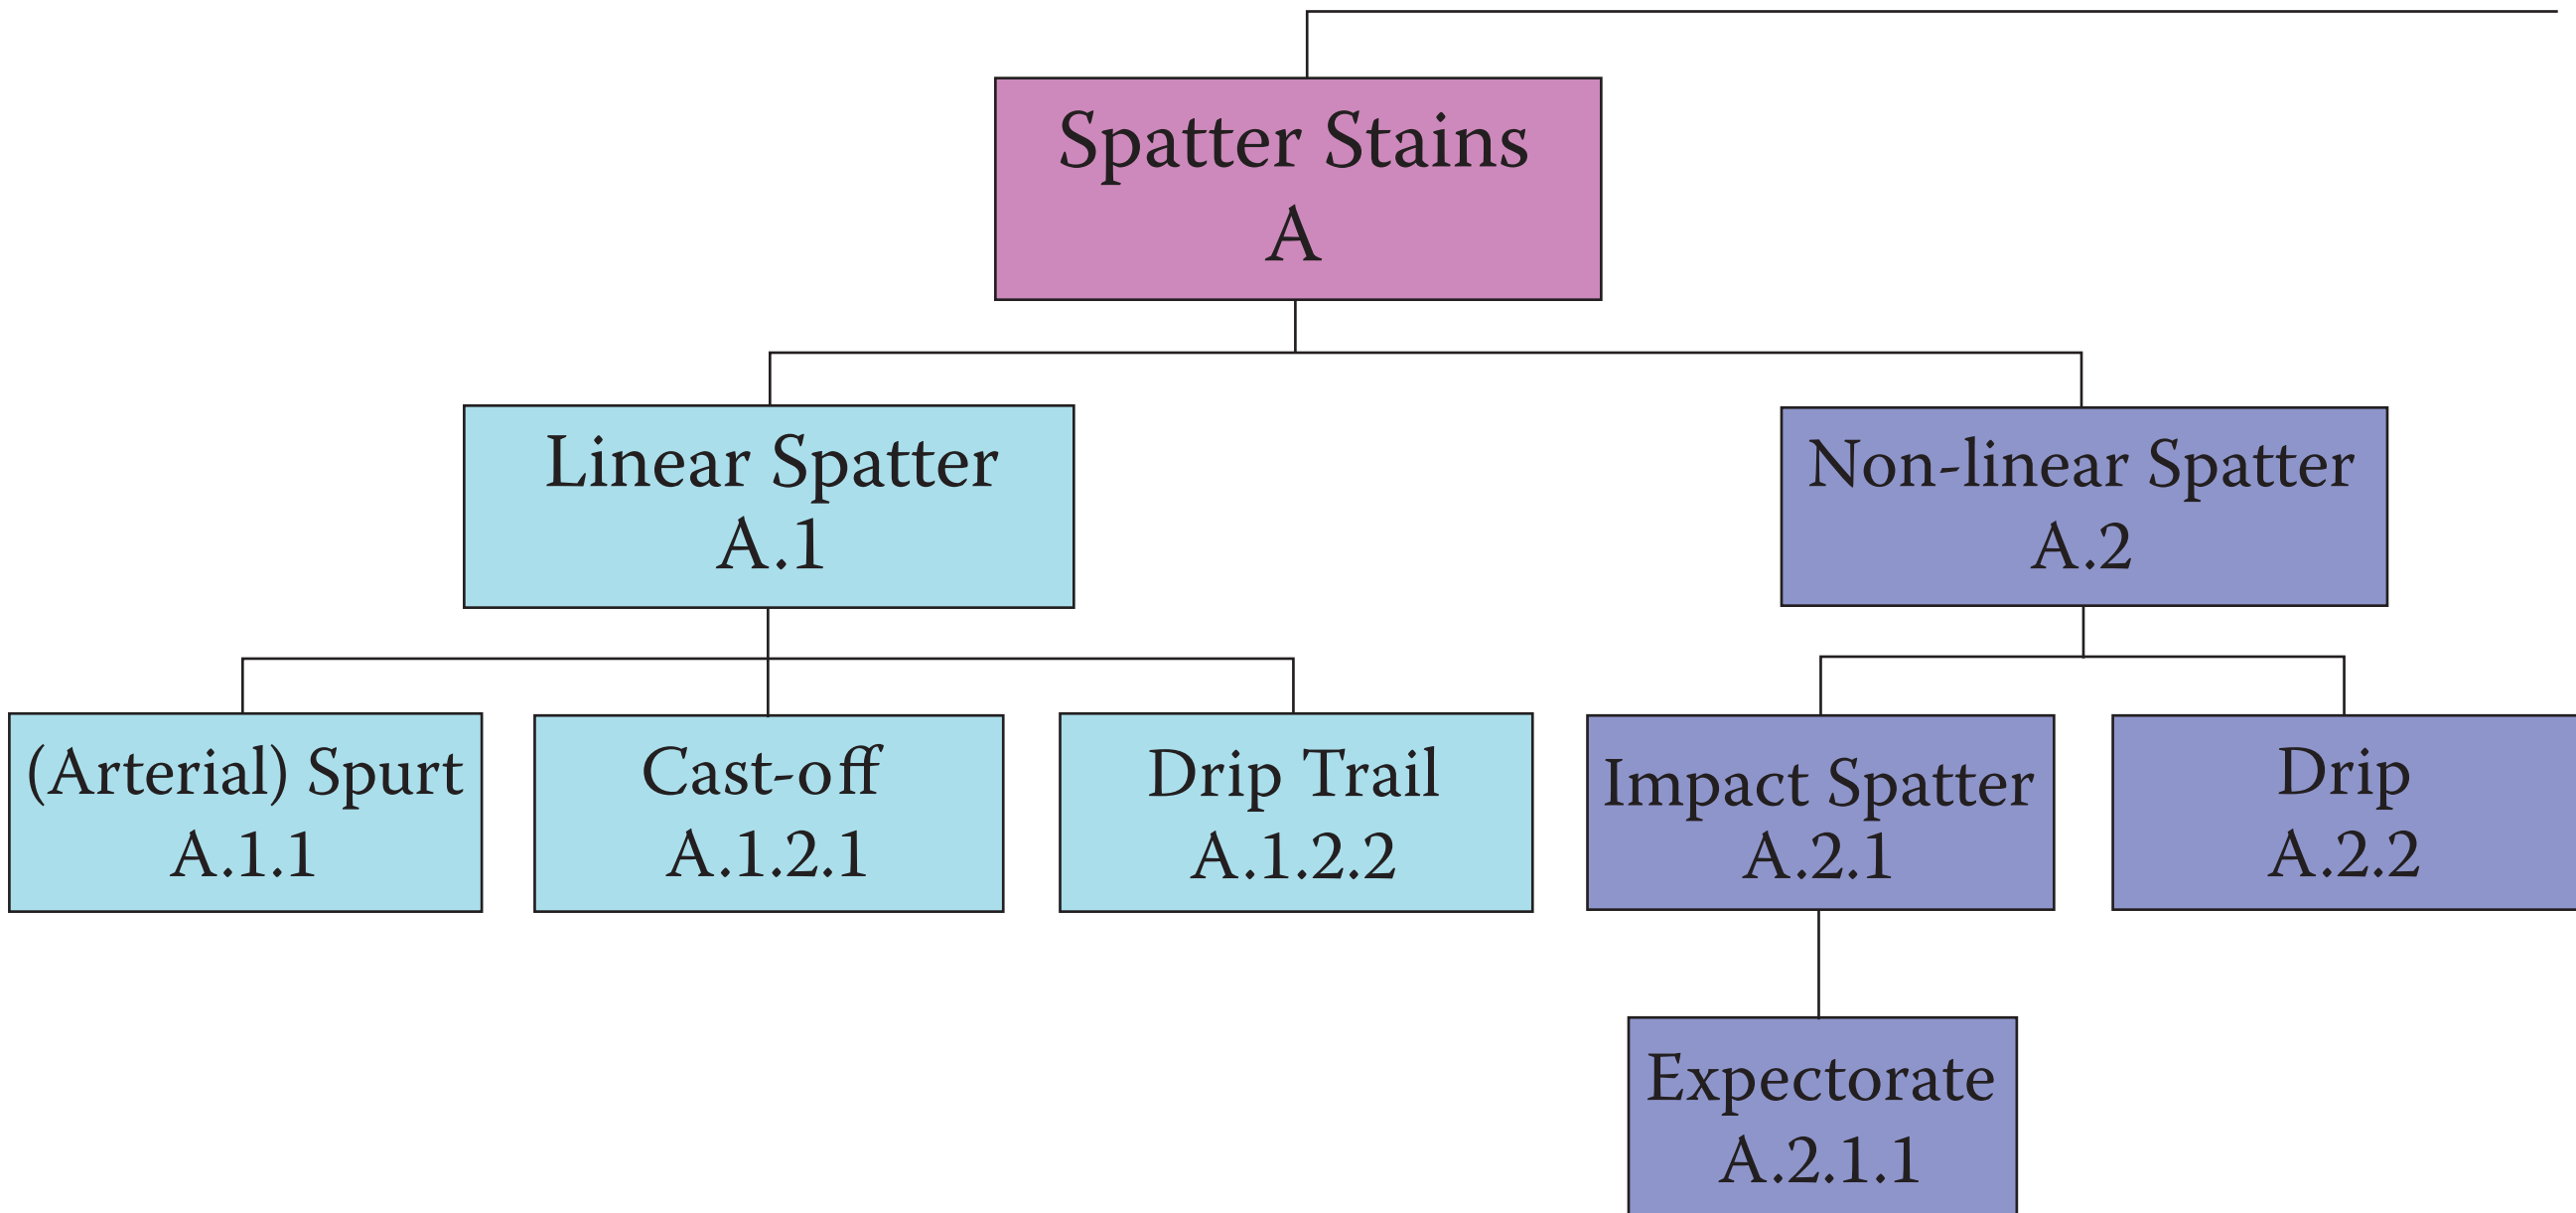 Spatter Stains
A
Linear Spatter
A.1
Non-linear Spatter
A.2
(Arterial) Spurt
A.1.1
Cast-off
A.1.2.1
Drip Trail
A.1.2.2
Impact Spatter
A.2.1
Drip
A.2.2
Expectorate
A.2.1.1